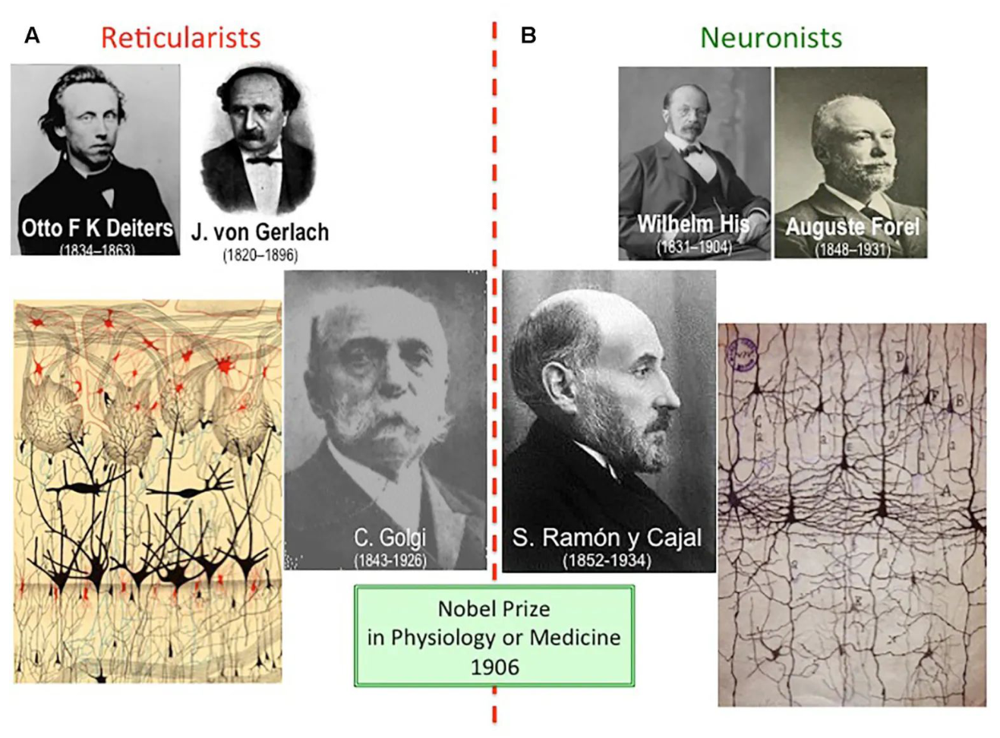 A
Reticularists
B
Neuronists
Otto F K Deiters
(1834–1863)
J. von Gerlach
(1820–1896)
Wilhelm His
(1831–1904)
Auguste Forel
(1848–1931)
C. Golgi
(1843-1926)
S. Ramón y Cajal
(1852-1934)
D
F
B
C
a
a
a
a
a
E
A
a
a
Nobel Prize
in Physiology or Medicine
1906